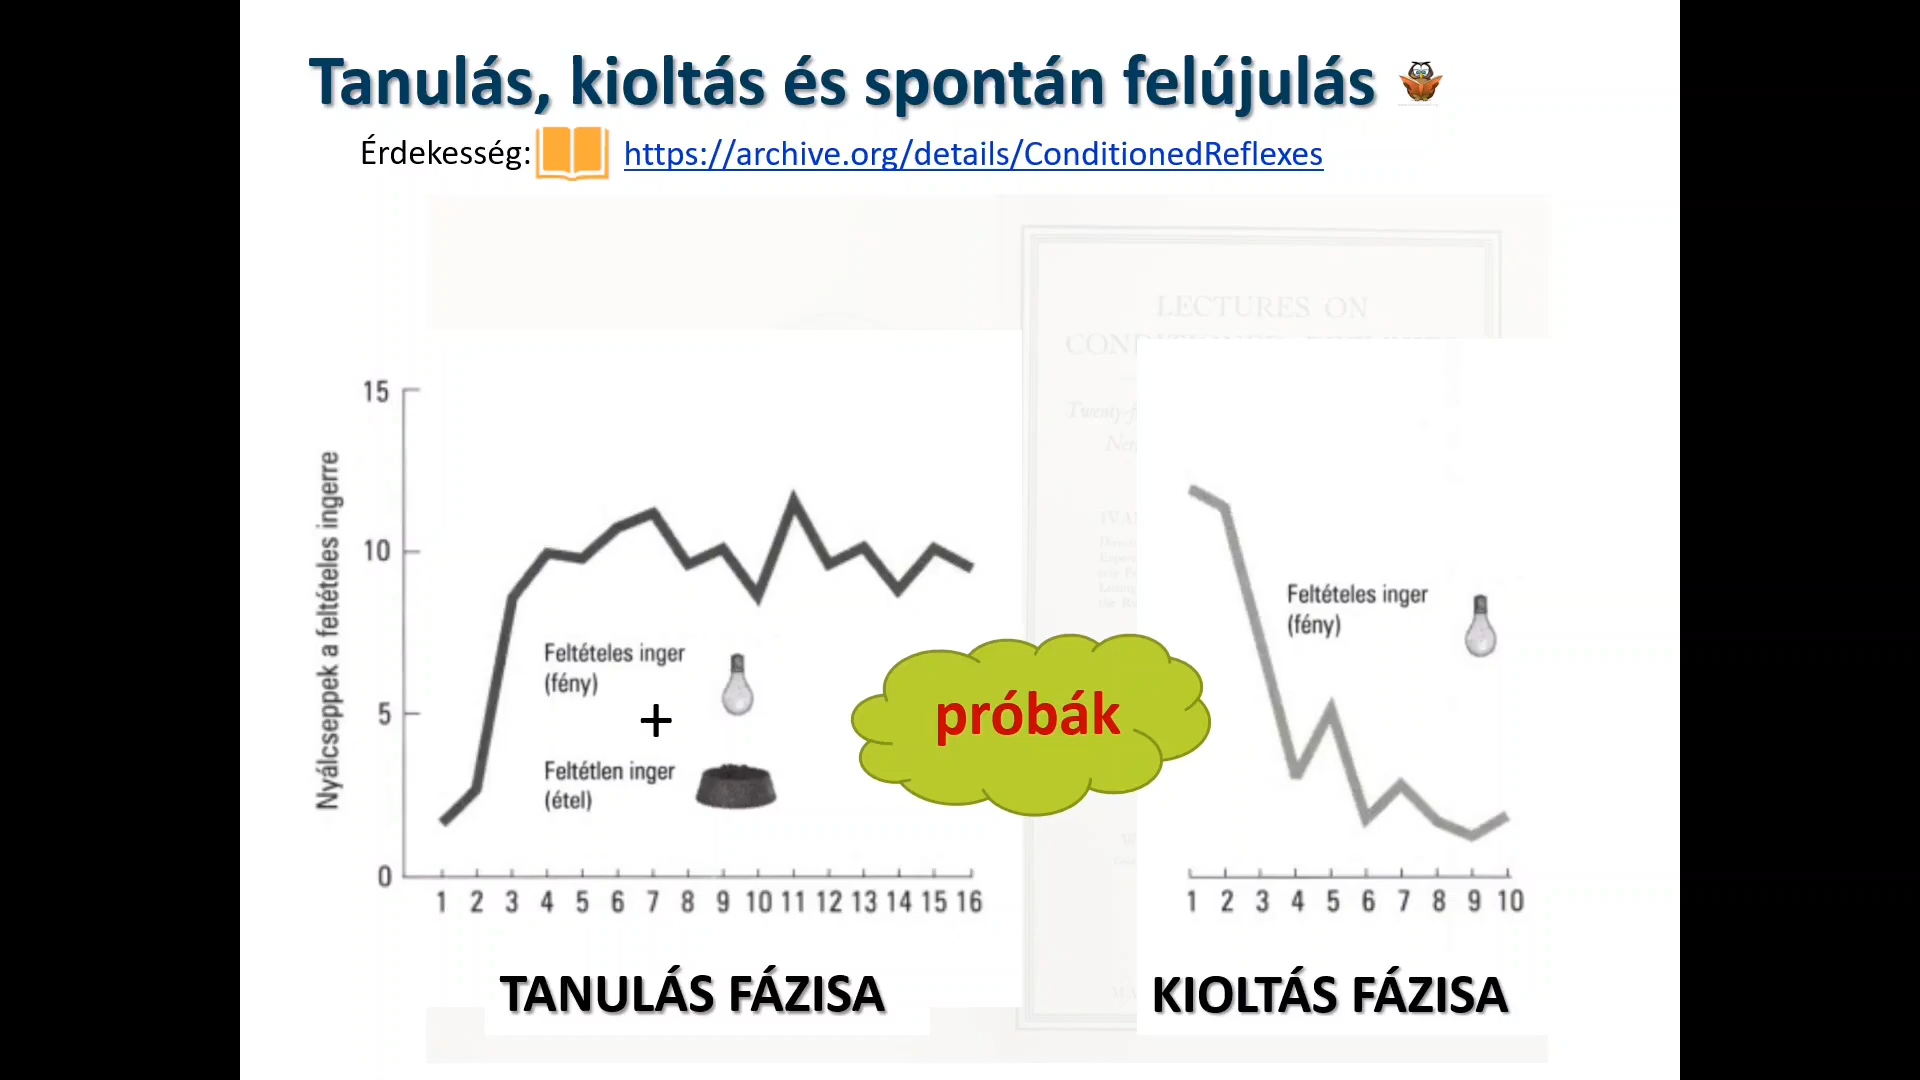 Tanulás, kioltás és spontán felújulás
Érdekesség: https://archive.org/details/ConditionedReflexes
LECTURES ON
Nyálcseppek a feltételes ingerre
15
10
5
0
Feltételes inger
(fény)
+
Feltétlen inger
(étel)
1 2 3 4 5 6 7 8 9 10 11 12 13 14 15 16
próbák
Feltételes inger
(fény)
1 2 3 4 5 6 7 8 9 10
TANULÁS FÁZISA
KIOLTÁS FÁZISA